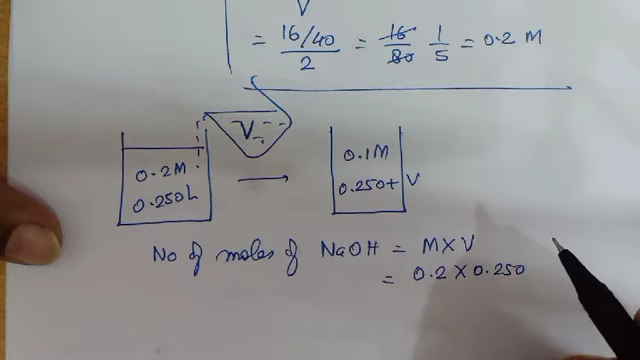 V
= 16/40 / 2 = 16/80 1/5 = 0.2 M
V
0.2M
0.250L
0.1M
0.250+ V
No of moles of NaOH = M X V
= 0.2 X 0.250